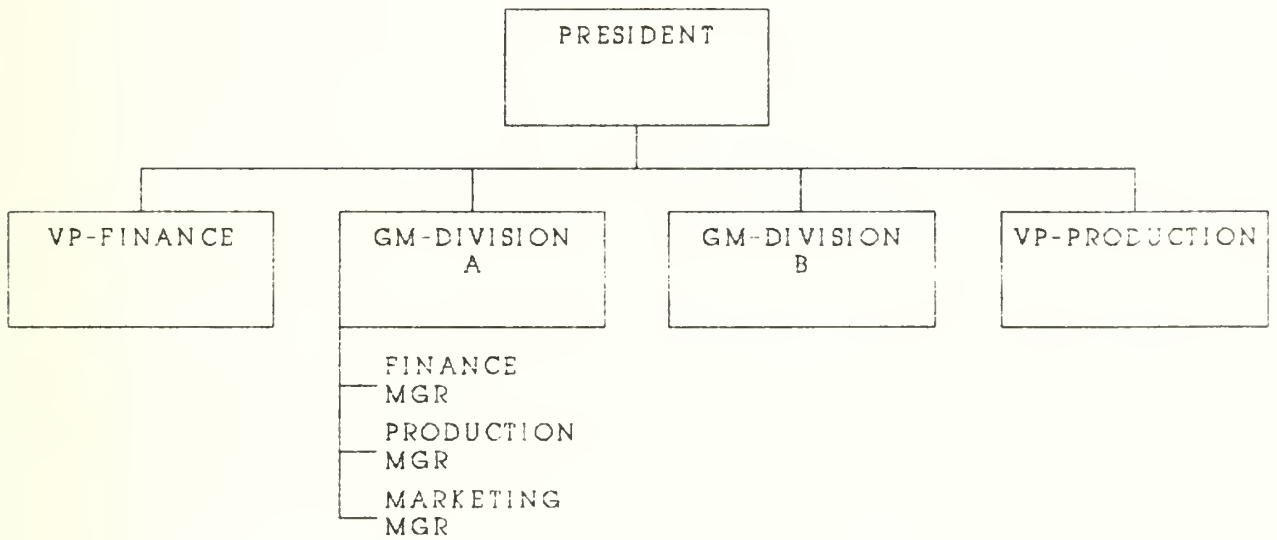 PRESIDENT
VP-FINANCE
GM-DIVISION
A
GM-DIVISION
B
VP-PRODUCTION
FINANCE
MGR
PRODUCTION
MGR
MARKETING
MGR